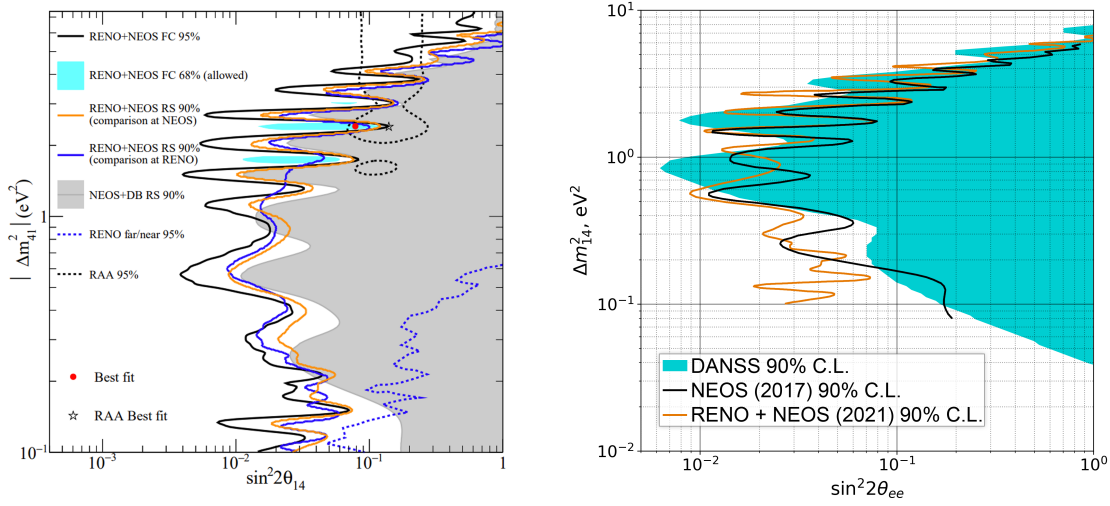 RENO+NEOS FC 95%
RENO+NEOS FC 68% (allowed)
RENO+NEOS RS 90%
(comparison at NEOS)
RENO+NEOS RS 90%
(comparison at RENO)
NEOS+DB RS 90%
RENO far/near 95%
RAA 95%
Best fit
RAA Best fit
| Δm²₄₁ | (eV²)
1
10⁻¹
10⁻³
10⁻²
10⁻¹
1
sin²2θ₁₄
10¹
10⁰
10⁻¹
10⁻²
Δm²₁₄, eV²
DANSS 90% C.L.
NEOS (2017) 90% C.L.
RENO + NEOS (2021) 90% C.L.
10⁻²
10⁻¹
10⁰
sin²2θₑₑ